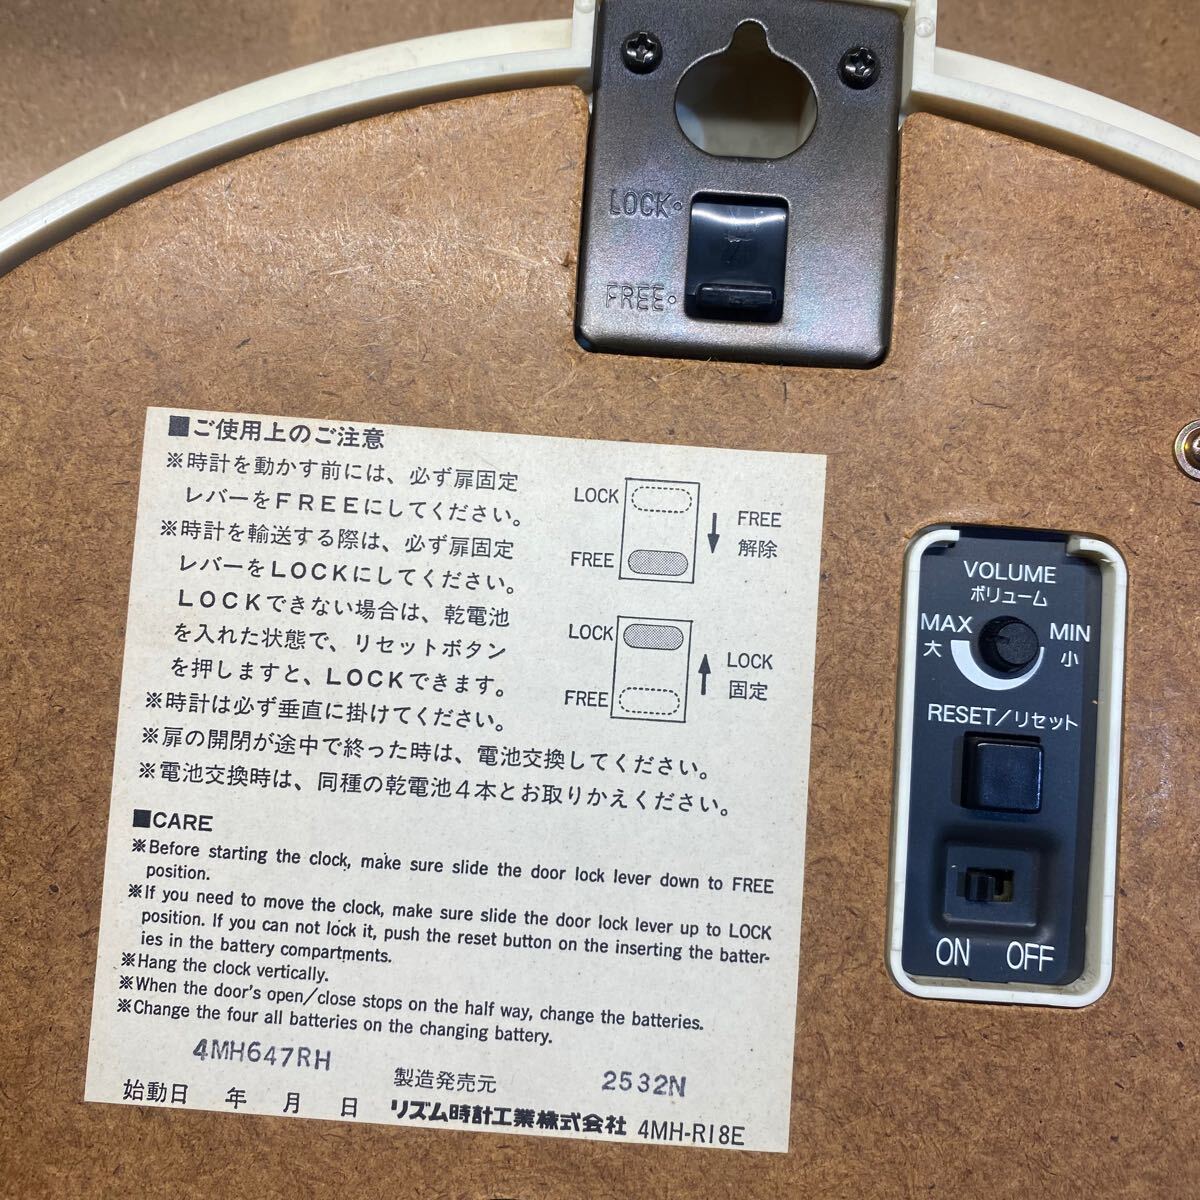 LOCK
FREE
■ご使用上のご注意
※時計を動かす前には、必ず扉固定
レバーをFREEにしてください。
※時計を輸送する際は、必ず扉固定
レバーをLOCKにしてください。
LOCKできない場合は、乾電池
を入れた状態で、リセットボタン
を押しますと、LOCKできます。
※時計は必ず垂直に掛けてください。
※扉の開閉が途中で終った時は、電池交換してください。
※電池交換時は、同種の乾電池4本とお取りかえください。
LOCK
FREE
FREE
解除
LOCK
FREE
LOCK
固定
■CARE
※Before starting the clock, make sure slide the door lock lever down to FREE
position.
※If you need to move the clock, make sure slide the door lock lever up to LOCK
position. If you can not lock it, push the reset button on the inserting the batter-
ies in the battery compartments.
※Hang the clock vertically.
※When the door's open/close stops on the half way, change the batteries.
※Change the four all batteries on the changing battery.
4MH647RH 製造発売元 2532N
始動日 年 月 日 リズム時計工業株式会社 4MH-R18E
VOLUME
ボリューム
MAX MIN
大 小
RESET/リセット
ON OFF